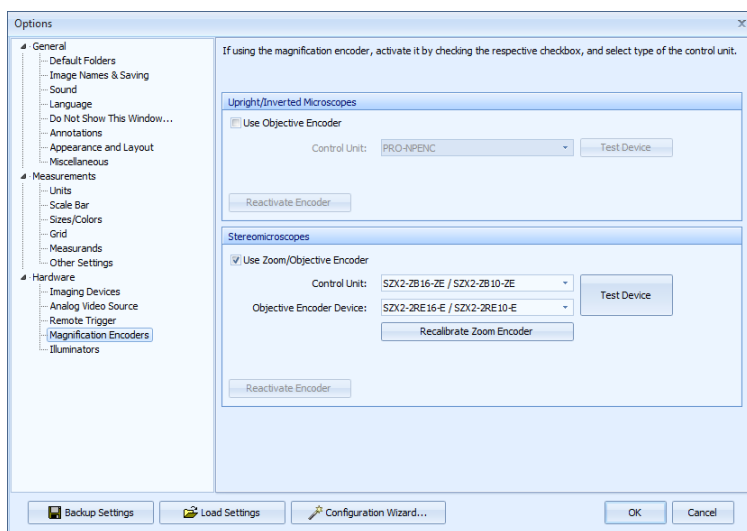 Options
General
Default Folders
Image Names & Saving
Sound
Language
Do Not Show This Window...
Annotations
Appearance and Layout
Miscellaneous
Measurements
Units
Scale Bar
Sizes/Colors
Grid
Measurands
Other Settings
Hardware
Imaging Devices
Analog Video Source
Remote Trigger
Magnification Encoders
Illuminators
If using the magnification encoder, activate it by checking the respective checkbox, and select type of the control unit.
Upright/Inverted Microscopes
Use Objective Encoder
Control Unit: PRO-NPENC Test Device
Reactivate Encoder
Stereomicroscopes
Use Zoom/Objective Encoder
Control Unit: SZX2-ZB16-ZE / SZX2-ZB10-ZE
Test Device
Objective Encoder Device: SZX2-2RE16-E / SZX2-2RE10-E
Recalibrate Zoom Encoder
Reactivate Encoder
Backup Settings Load Settings Configuration Wizard... OK Cancel